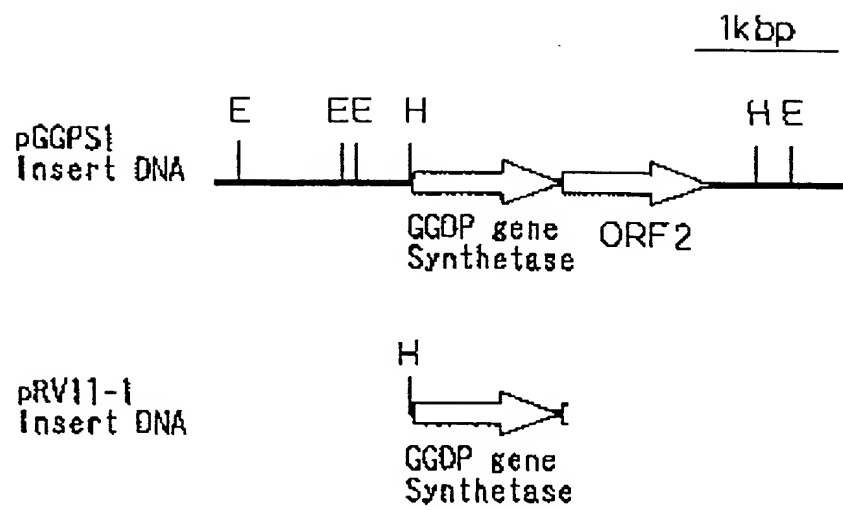 1kbp
E EE H H E
pGGPS1
Insert DNA
GGDP gene
Synthetase
ORF2
H
pRV11-1
Insert DNA
GGDP gene
Synthetase